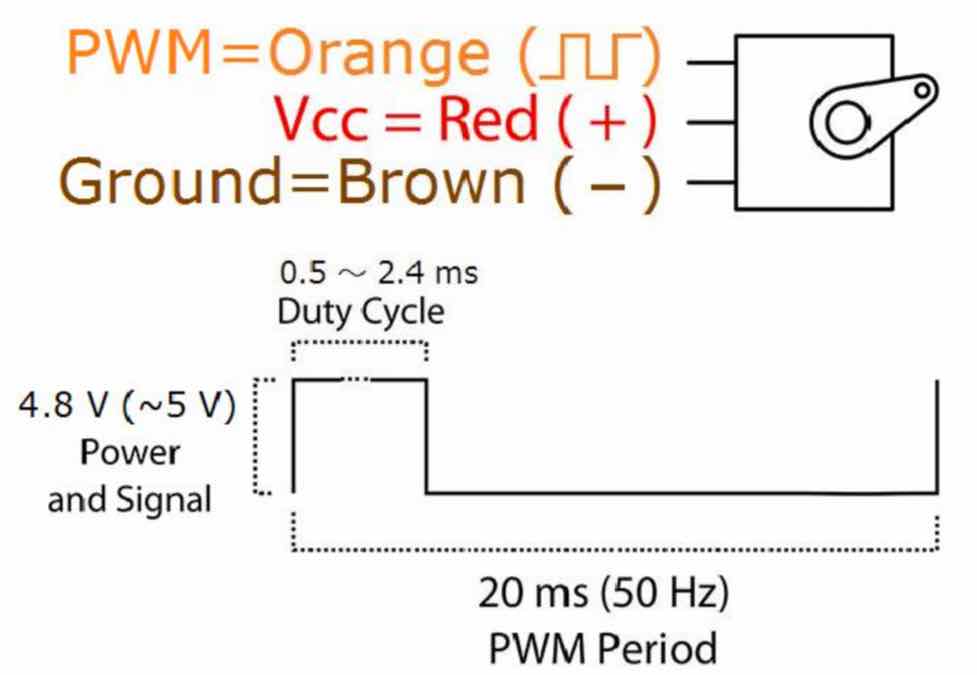 PWM=Orange (⎍⎍)
Vcc = Red ( + )
Ground=Brown ( − )
0.5 ~ 2.4 ms
Duty Cycle
4.8 V (~5 V)
Power
and Signal
20 ms (50 Hz)
PWM Period